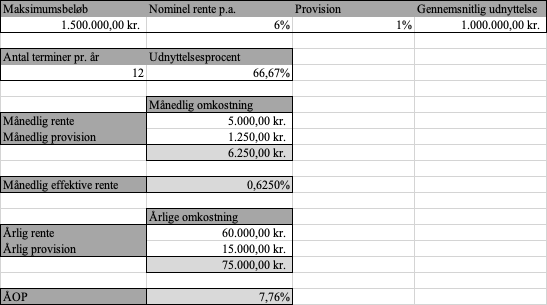 Maksimumsbeløb Nominel rente p.a. Provision Gennemsnitlig udnyttelse
1.500.000,00 kr. 6% 1% 1.000.000,00 kr.
Antal terminer pr. år Udnyttelsesprocent
12 66,67%
Månedlig omkostning
Månedlig rente 5.000,00 kr.
Månedlig provision 1.250,00 kr.
6.250,00 kr.
Månedlig effektive rente 0,6250%
Årlige omkostning
Årlig rente 60.000,00 kr.
Årlig provision 15.000,00 kr.
75.000,00 kr.
ÅOP 7,76%